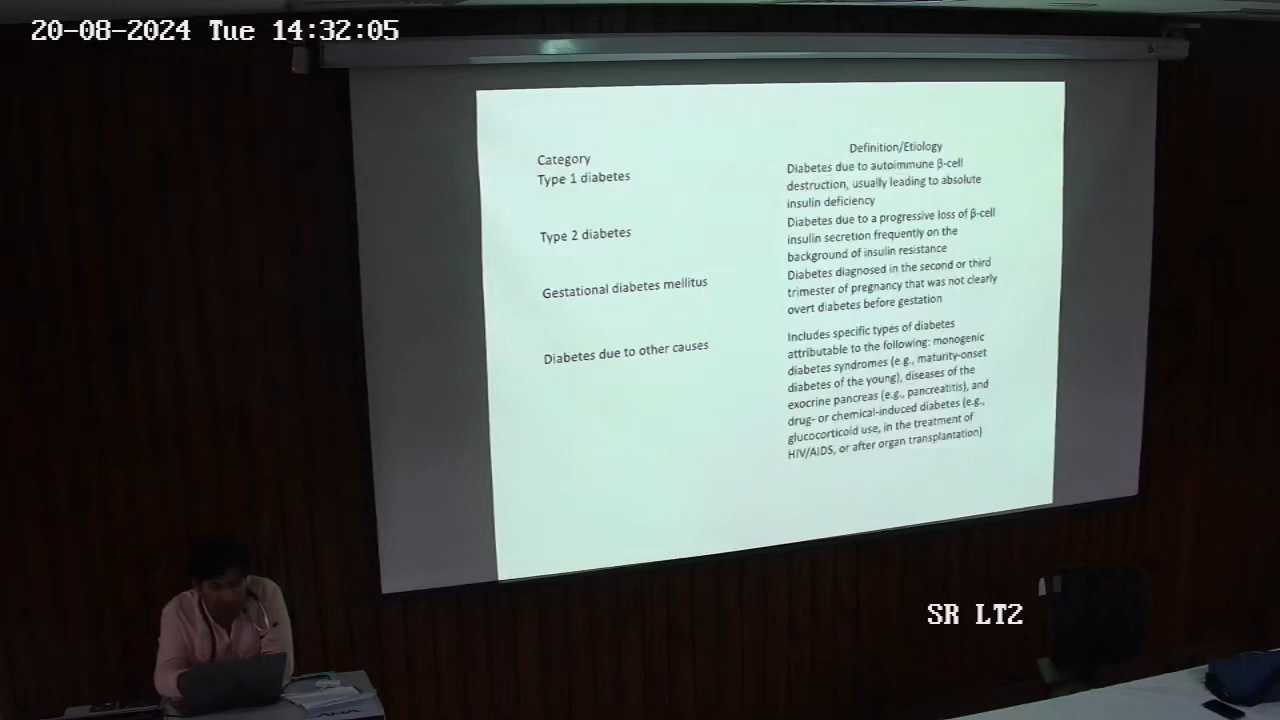 20-08-2024 Tue 14:32:05
Category
Definition/Etiology
Type 1 diabetes
Diabetes due to autoimmune β-cell
destruction, usually leading to absolute
insulin deficiency
Type 2 diabetes
Diabetes due to a progressive loss of β-cell
insulin secretion frequently on the
background of insulin resistance
Gestational diabetes mellitus
Diabetes diagnosed in the second or third
trimester of pregnancy that was not clearly
overt diabetes before gestation
Diabetes due to other causes
Includes specific types of diabetes
attributable to the following: monogenic
diabetes syndromes (e.g., maturity-onset
diabetes of the young), diseases of the
exocrine pancreas (e.g., pancreatitis), and
drug- or chemical-induced diabetes (e.g.,
glucocorticoid use, in the treatment of
HIV/AIDS, or after organ transplantation)
SR LT2